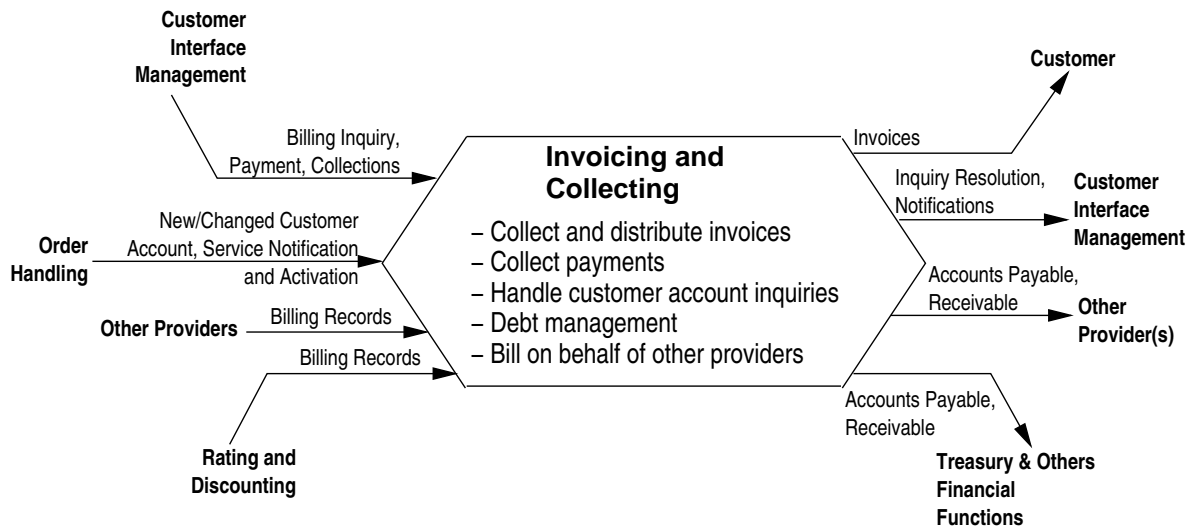 Customer
Interface
Management
Billing Inquiry,
Payment, Collections
New/Changed Customer
Account, Service Notification
and Activation
Order
Handling
Other Providers
Billing Records
Billing Records
Rating and
Discounting
Invoicing and
Collecting
– Collect and distribute invoices
– Collect payments
– Handle customer account inquiries
– Debt management
– Bill on behalf of other providers
Customer
Invoices
Inquiry Resolution,
Notifications
Customer
Interface
Management
Accounts Payable,
Receivable
Other
Provider(s)
Accounts Payable,
Receivable
Treasury & Others
Financial
Functions